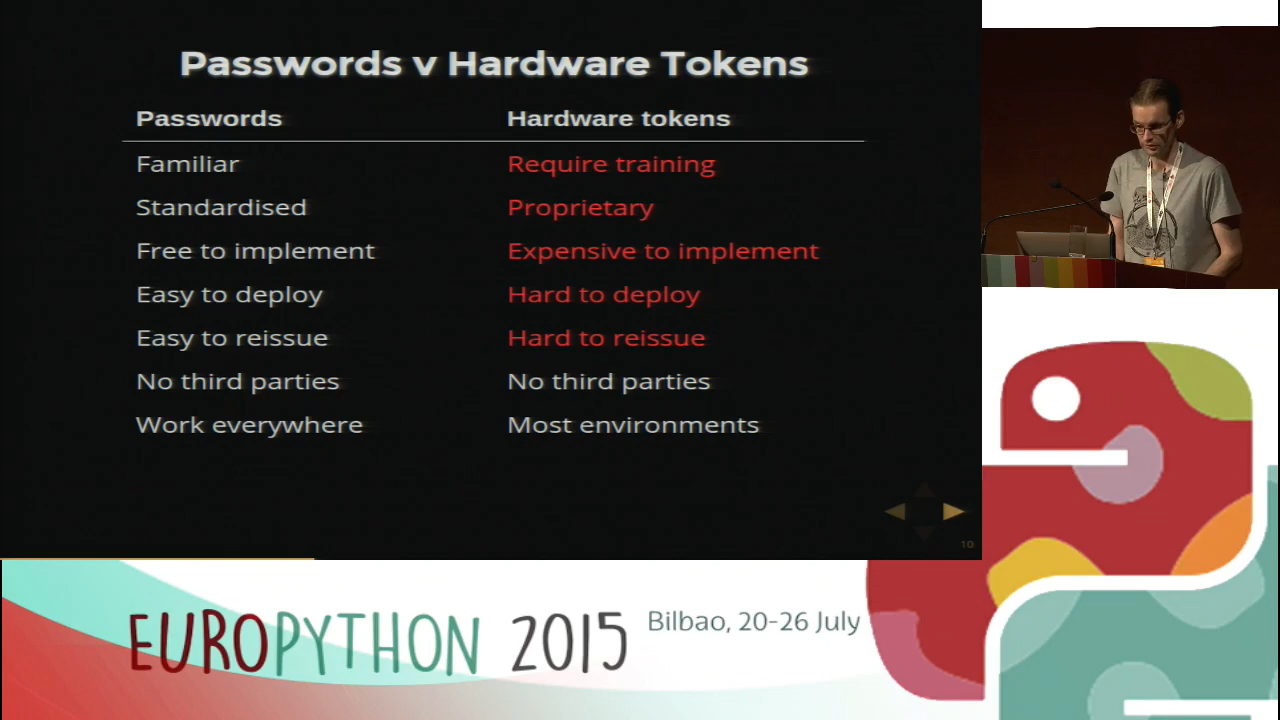 Passwords v Hardware Tokens
Passwords Hardware tokens
Familiar Require training
Standardised Proprietary
Free to implement Expensive to implement
Easy to deploy Hard to deploy
Easy to reissue Hard to reissue
No third parties No third parties
Work everywhere Most environments
10
EUROPYTHON 2015 Bilbao, 20-26 July